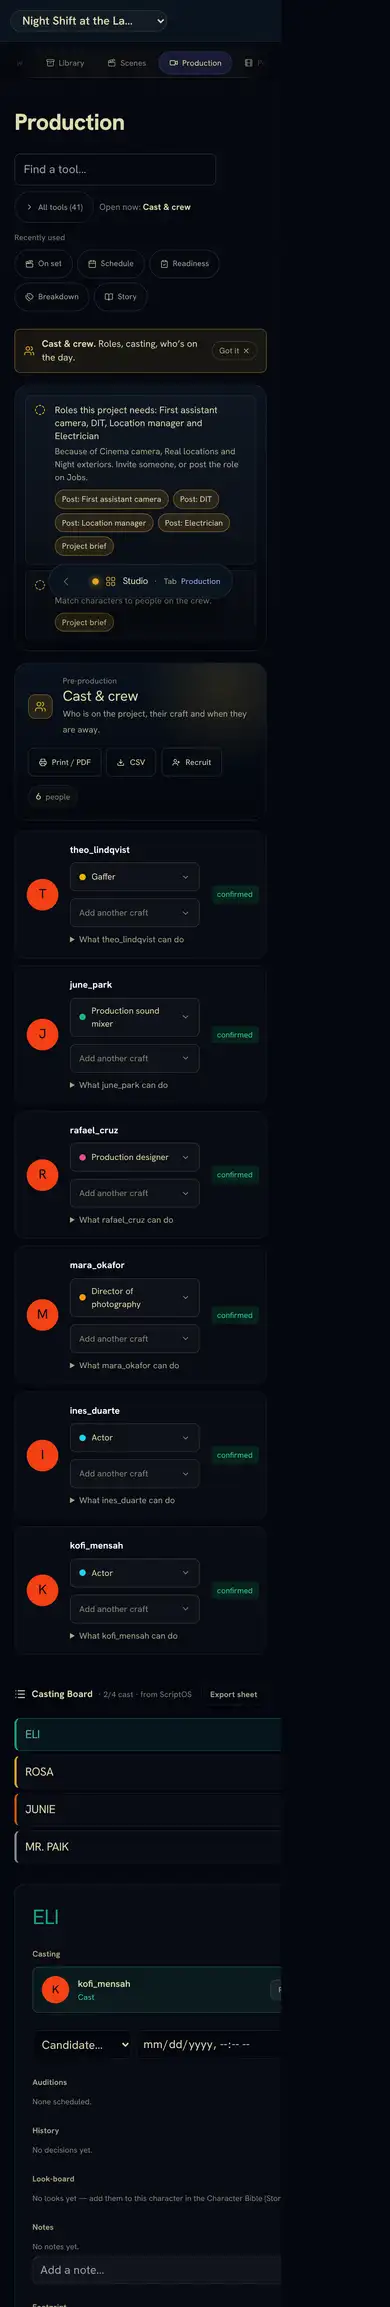 Night Shift at the La...
Library
Scenes
Production
Production
Find a tool...
All tools (41)
Open now: Cast & crew
Recently used
On set
Schedule
Readiness
Breakdown
Story
Cast & crew. Roles, casting, who's on
the day.
Got it ×
Roles this project needs: First assistant
camera, DIT, Location manager and
Electrician
Because of Cinema camera, Real locations and
Night exteriors. Invite someone, or post the role
on Jobs.
Post: First assistant camera
Post: DIT
Post: Location manager
Post: Electrician
Project brief
Studio · Tab Production
Match characters to people on the crew.
Project brief
Pre-production
Cast & crew
Who is on the project, their craft and when they
are away.
Print / PDF
CSV
Recruit
6 people
theo_lindqvist
T
Gaffer
confirmed
Add another craft
What theo_lindqvist can do
june_park
J
Production sound
mixer
confirmed
Add another craft
What june_park can do
rafael_cruz
R
Production designer
confirmed
Add another craft
What rafael_cruz can do
mara_okafor
M
Director of
photography
confirmed
Add another craft
What mara_okafor can do
ines_duarte
I
Actor
confirmed
Add another craft
What ines_duarte can do
kofi_mensah
K
Actor
confirmed
Add another craft
What kofi_mensah can do
Casting Board · 2/4 cast · from ScriptOS
Export sheet
ELI
ROSA
JUNIE
MR. PAIK
ELI
Casting
K
kofi_mensah
Cast
Candidate...
mm/dd/yyyy, --:-- --
Auditions
None scheduled.
History
No decisions yet.
Look-board
No looks yet — add them to this character in the Character Bible (Stor
Notes
No notes yet.
Add a note...